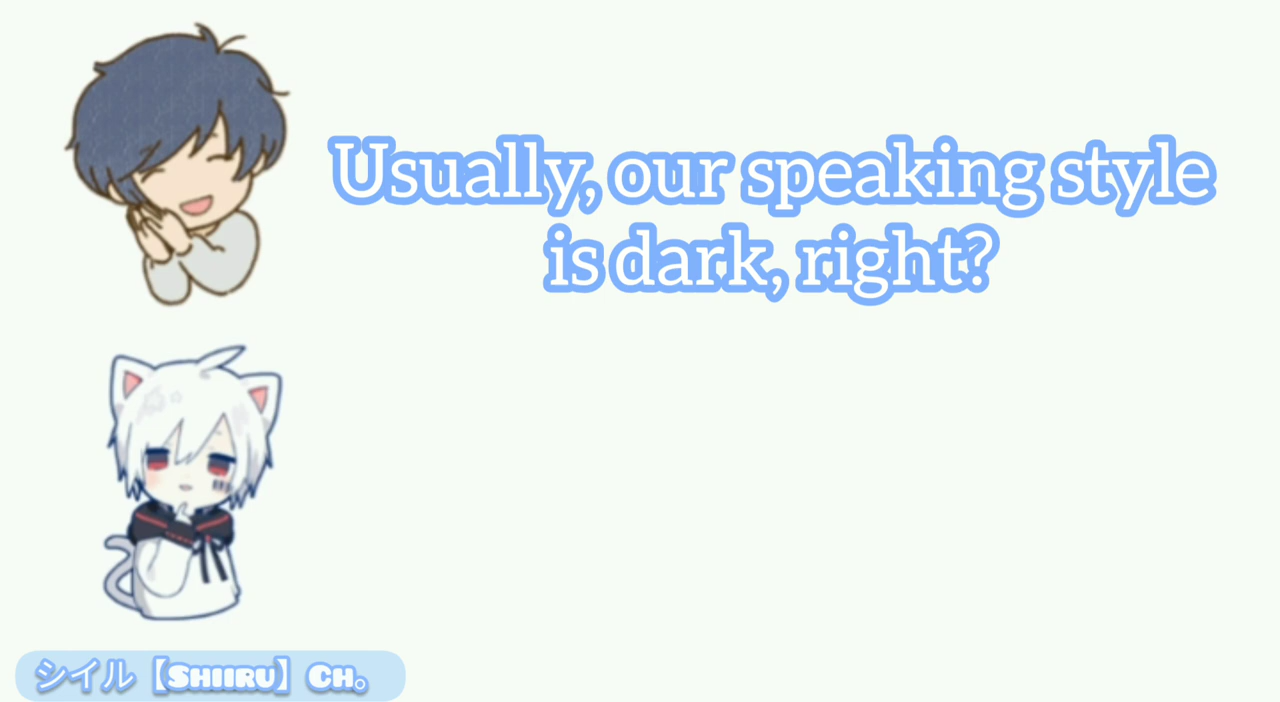 Usually, our speaking style
is dark, right?
シイル【Shiiru】Ch。